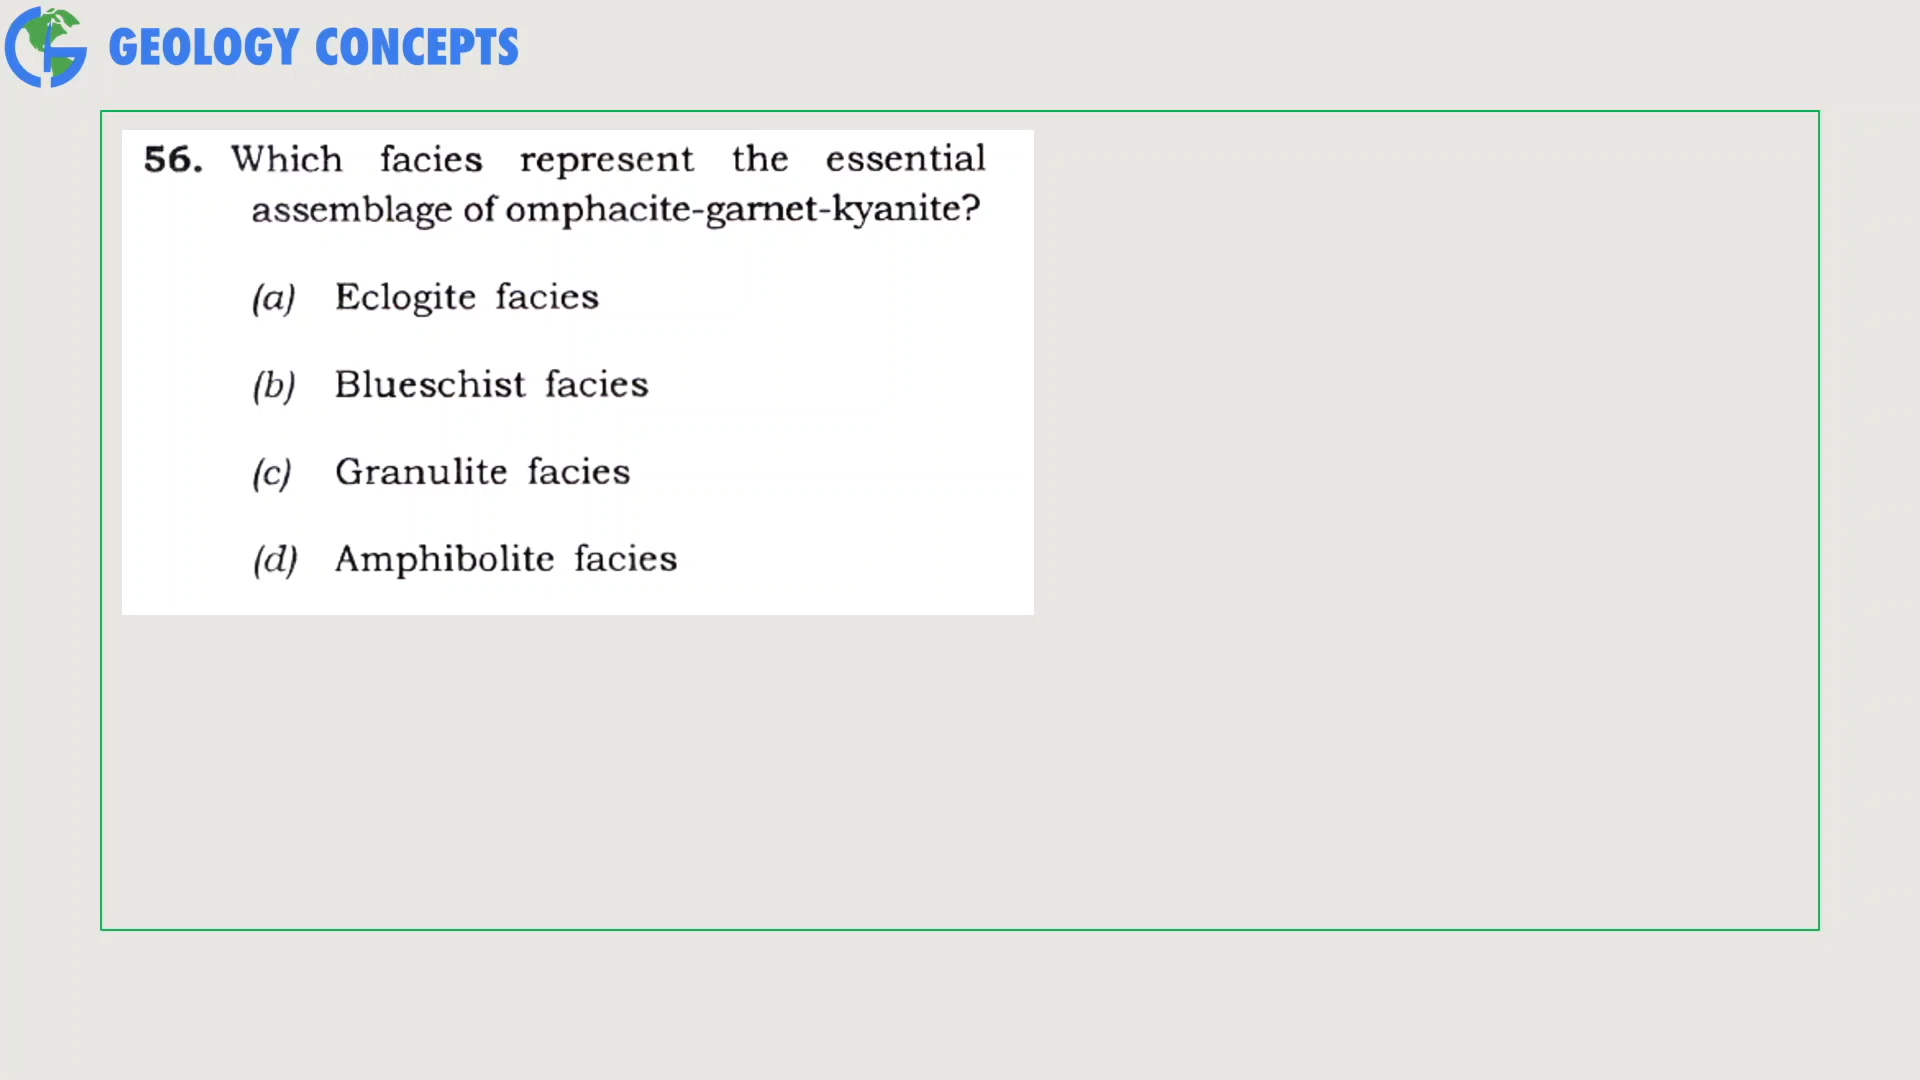 GEOLOGY CONCEPTS
56. Which facies represent the essential
assemblage of omphacite-garnet-kyanite?
(a) Eclogite facies
(b) Blueschist facies
(c) Granulite facies
(d) Amphibolite facies